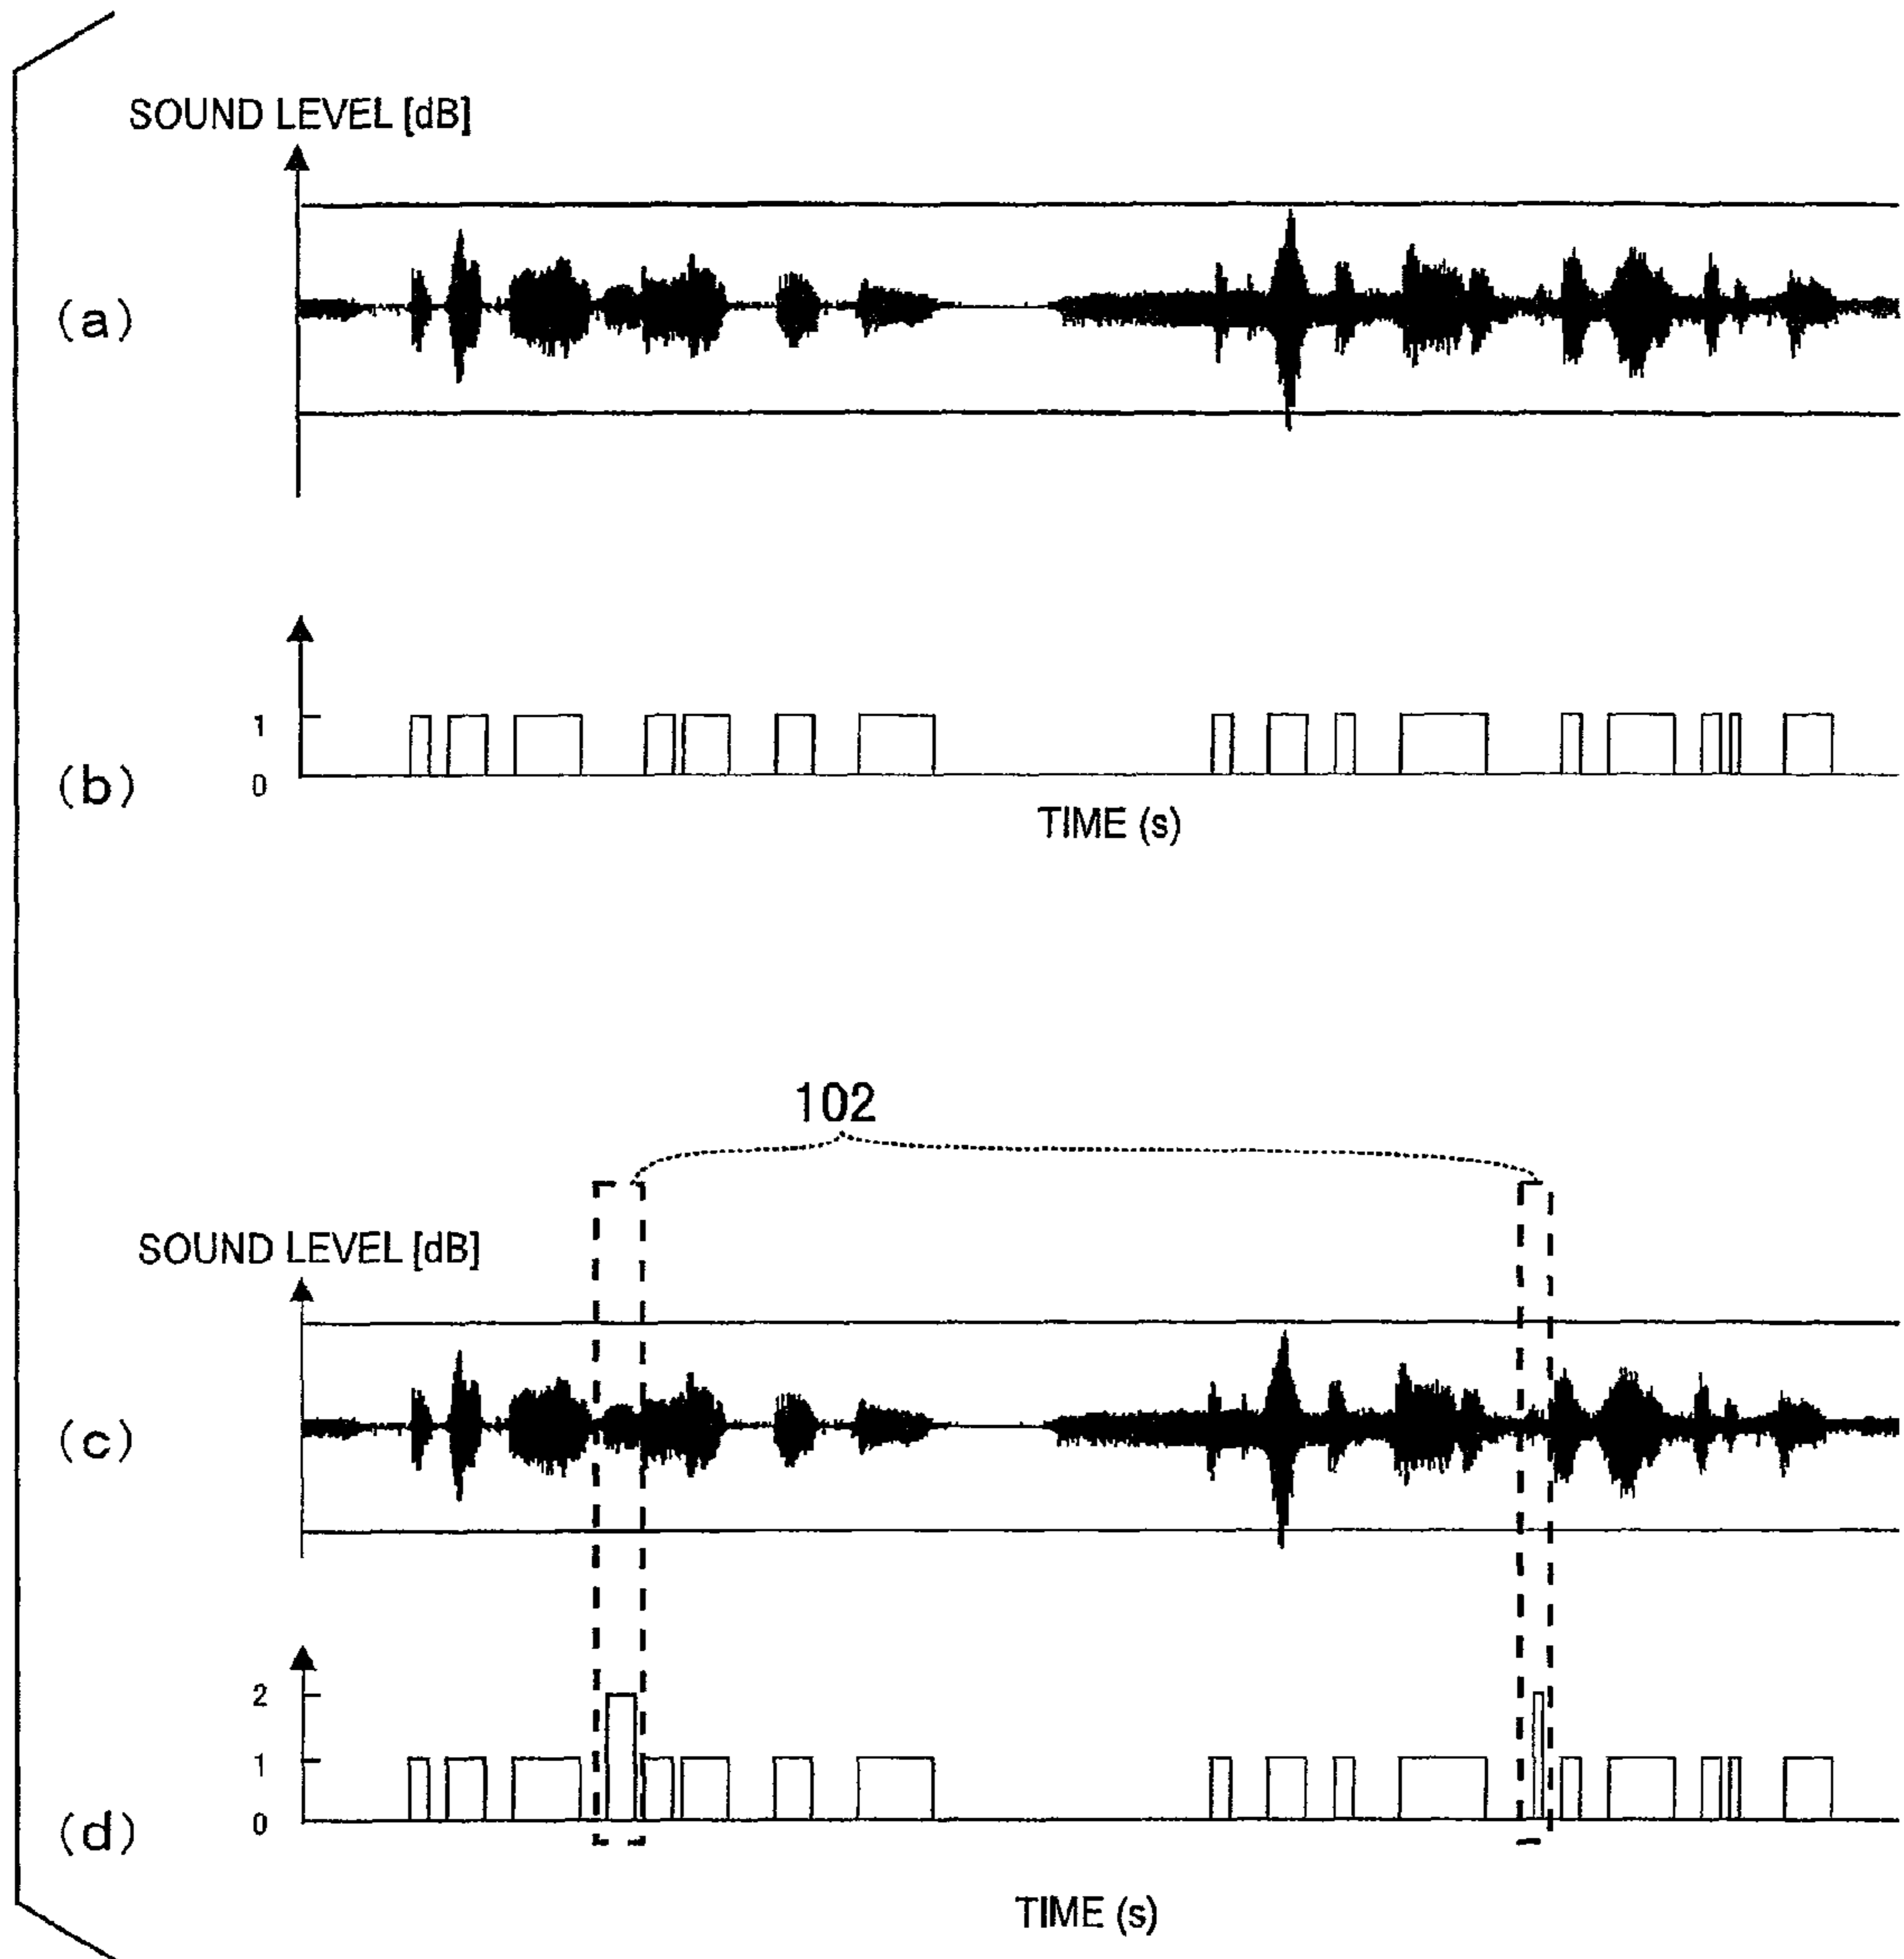 SOUND LEVEL [dB]
(a)
1
0
(b)
TIME (s)
102
SOUND LEVEL [dB]
(c)
2
1
0
(d)
TIME (s)